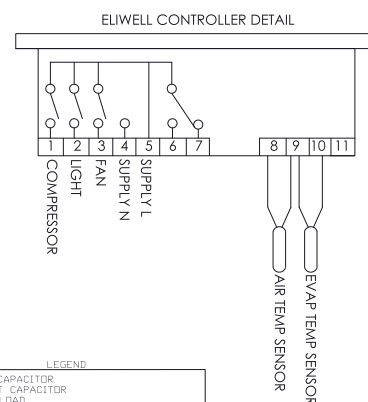 ELIWELL CONTROLLER DETAIL
1 2 3 4 5 6 7 8 9 10 11
COMPRESSOR
LIGHT
FAN
SUPPLY N
SUPPLY L
AIR TEMP SENSOR
EVAP TEMP SENSOR
LEGEND
CAPACITOR
CAPACITOR